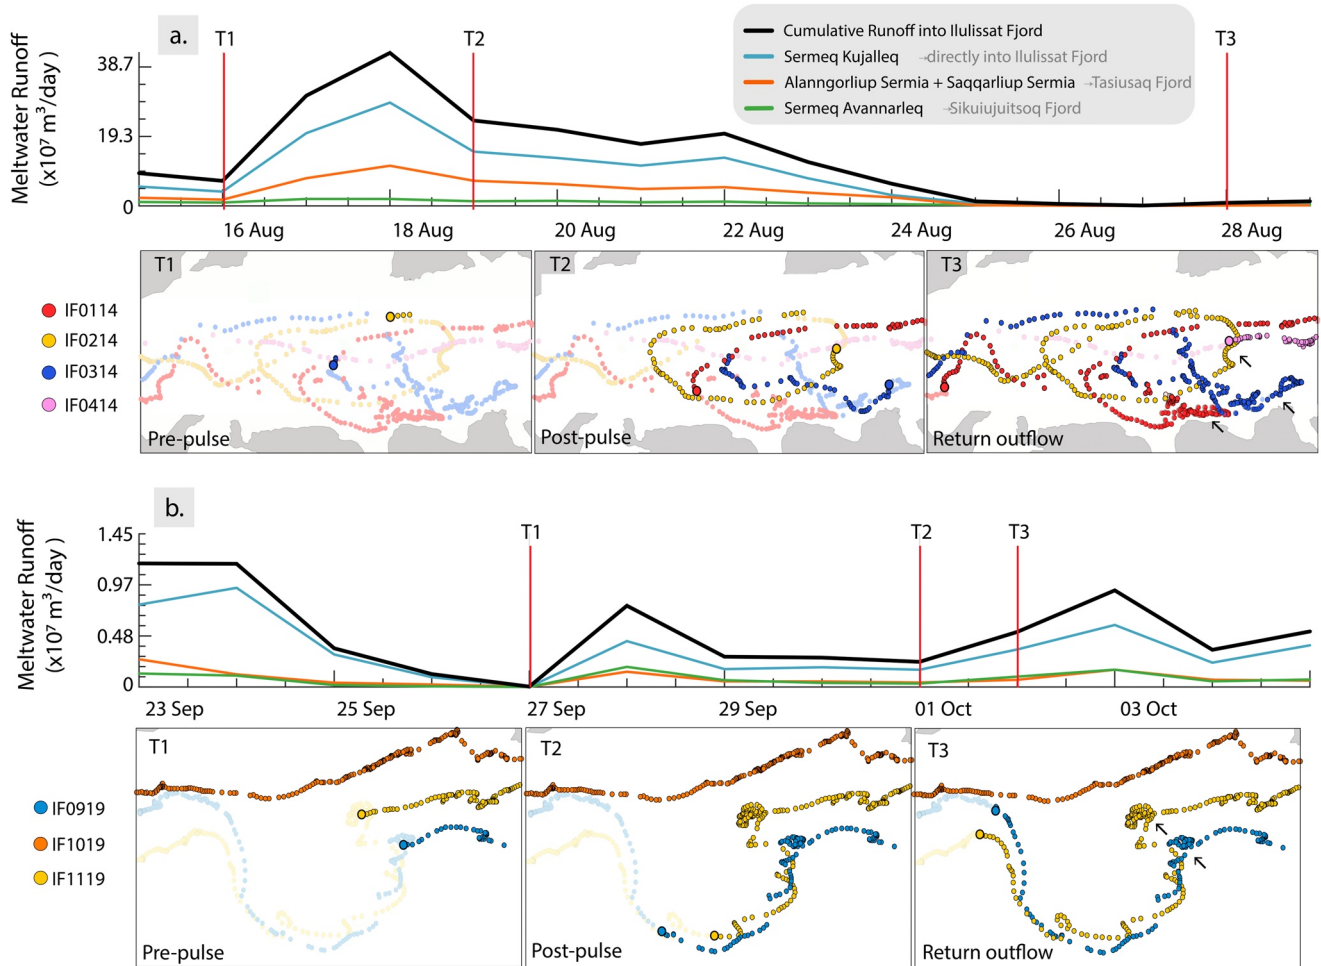 a.
T1
T2
T3
Cumulative Runoff into Ilulissat Fjord
Sermeq Kujalleq →directly into Ilulissat Fjord
Alanngorliup Sermia + Saqqarliup Sermia →Tasiusaq Fjord
Sermeq Avannarleq →Sikuiujuitsoq Fjord
Meltwater Runoff
(x10⁷ m³/day)
38.7
19.3
0
16 Aug
18 Aug
20 Aug
22 Aug
24 Aug
26 Aug
28 Aug
IF0114
IF0214
IF0314
IF0414
T1
Pre-pulse
T2
Post-pulse
T3
Return outflow
b.
T1
T2
T3
Meltwater Runoff
(x10⁷ m³/day )
1.45
0.97
0.48
0
23 Sep
25 Sep
27 Sep
29 Sep
01 Oct
03 Oct
IF0919
IF1019
IF1119
T1
Pre-pulse
T2
Post-pulse
T3
Return outflow